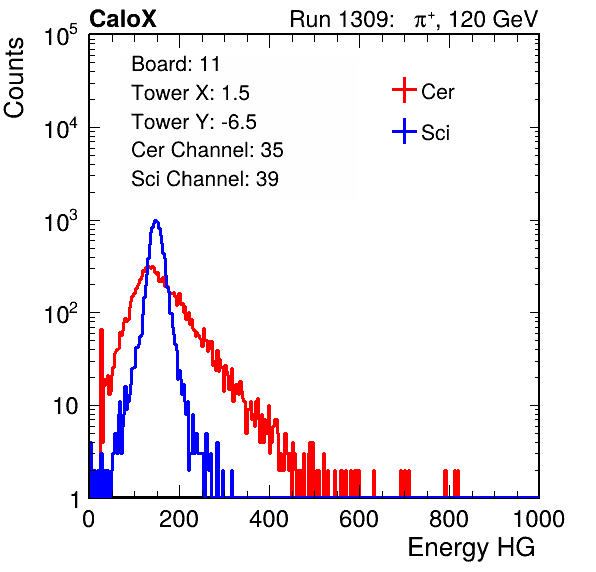 CaloX Run 1309: π⁺, 120 GeV
Counts
10⁵
10⁴
10³
10²
10
1
Board: 11
Tower X: 1.5
Tower Y: -6.5
Cer Channel: 35
Sci Channel: 39
Cer
Sci
0 200 400 600 800 1000
Energy HG